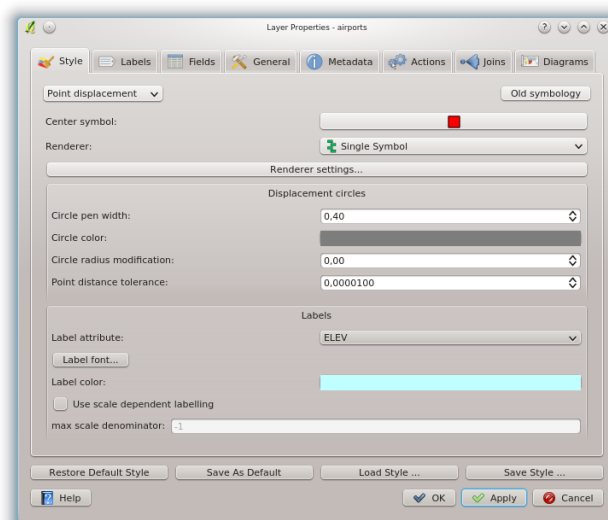 Layer Properties - airports
Style Labels Fields General Metadata Actions Joins Diagrams
Point displacement Old symbology
Center symbol:
Renderer: Single Symbol
Renderer settings...
Displacement circles
Circle pen width: 0,40
Circle color:
Circle radius modification: 0,00
Point distance tolerance: 0,0000100
Labels
Label attribute: ELEV
Label font...
Label color:
Use scale dependent labelling
max scale denominator: -1
Restore Default Style Save As Default Load Style ... Save Style ...
Help OK Apply Cancel